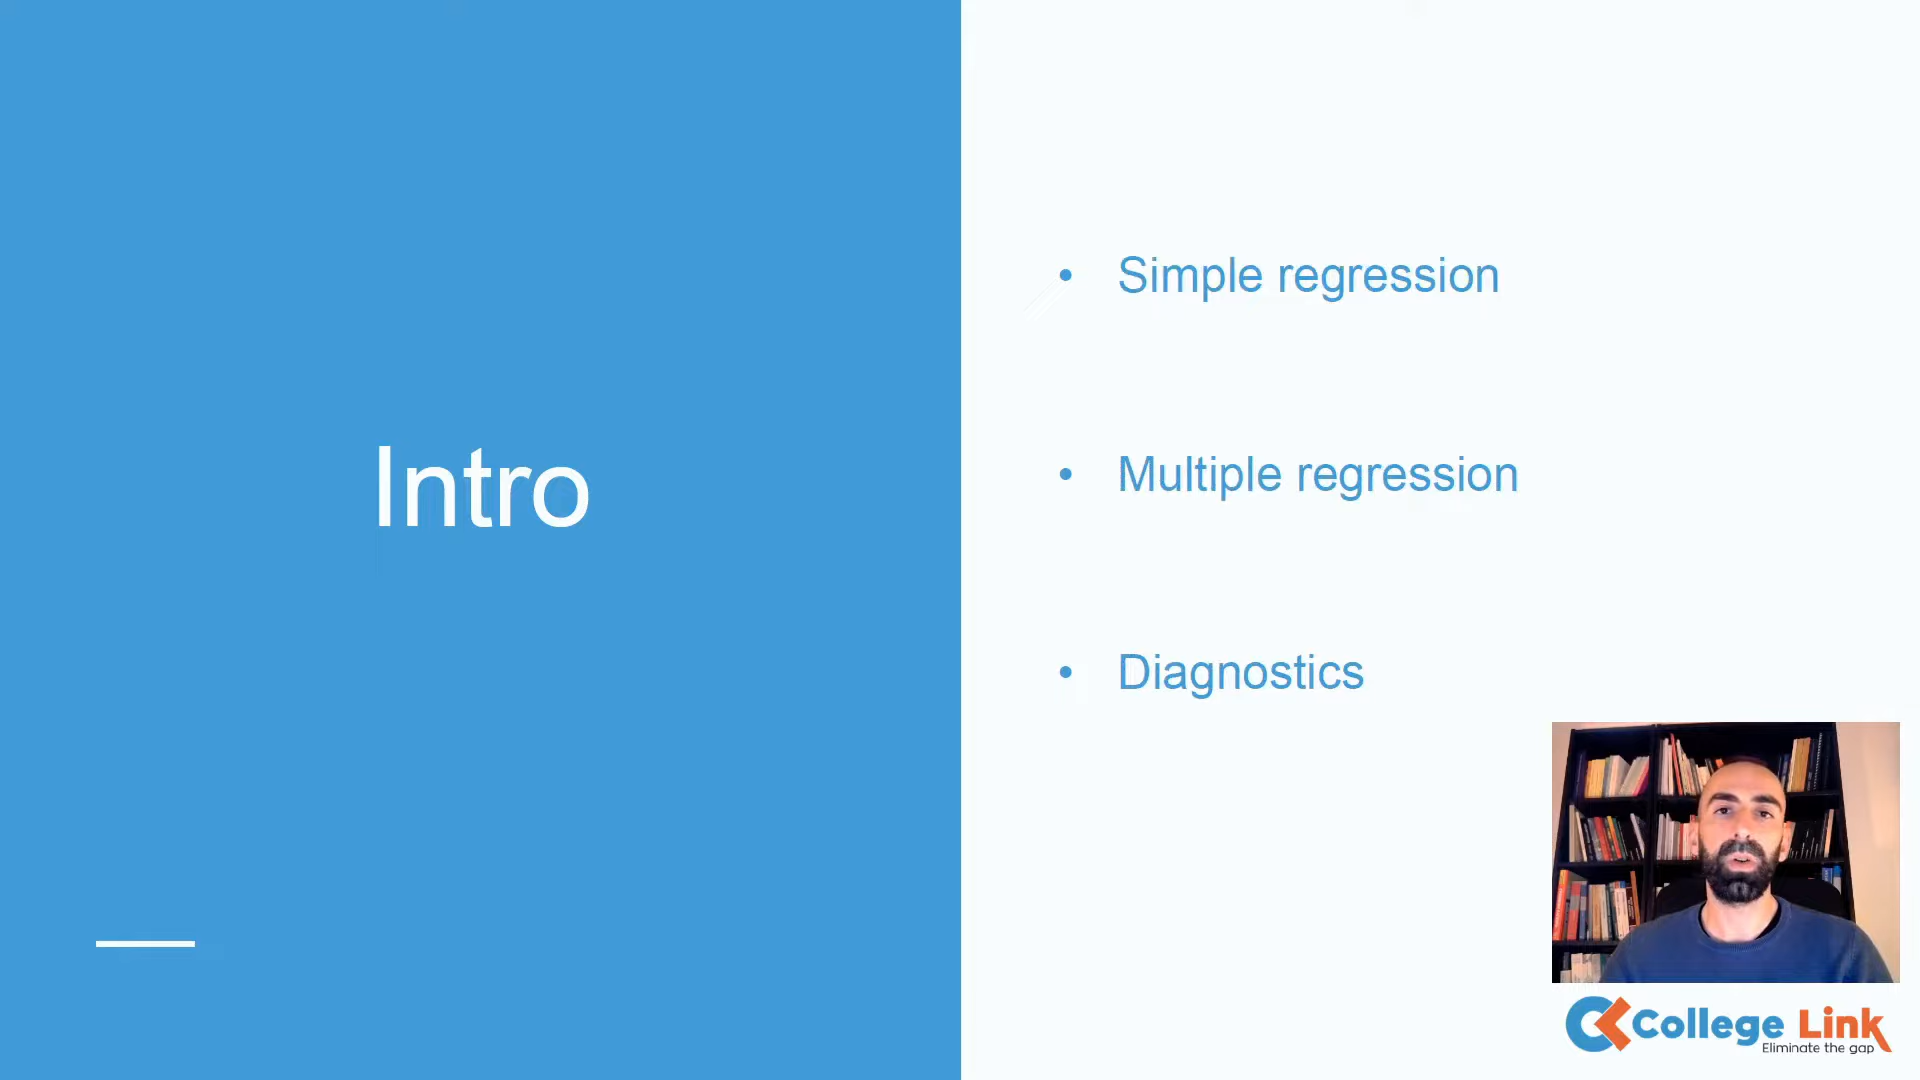 Intro
• Simple regression
• Multiple regression
• Diagnostics
College Link
Eliminate the gap